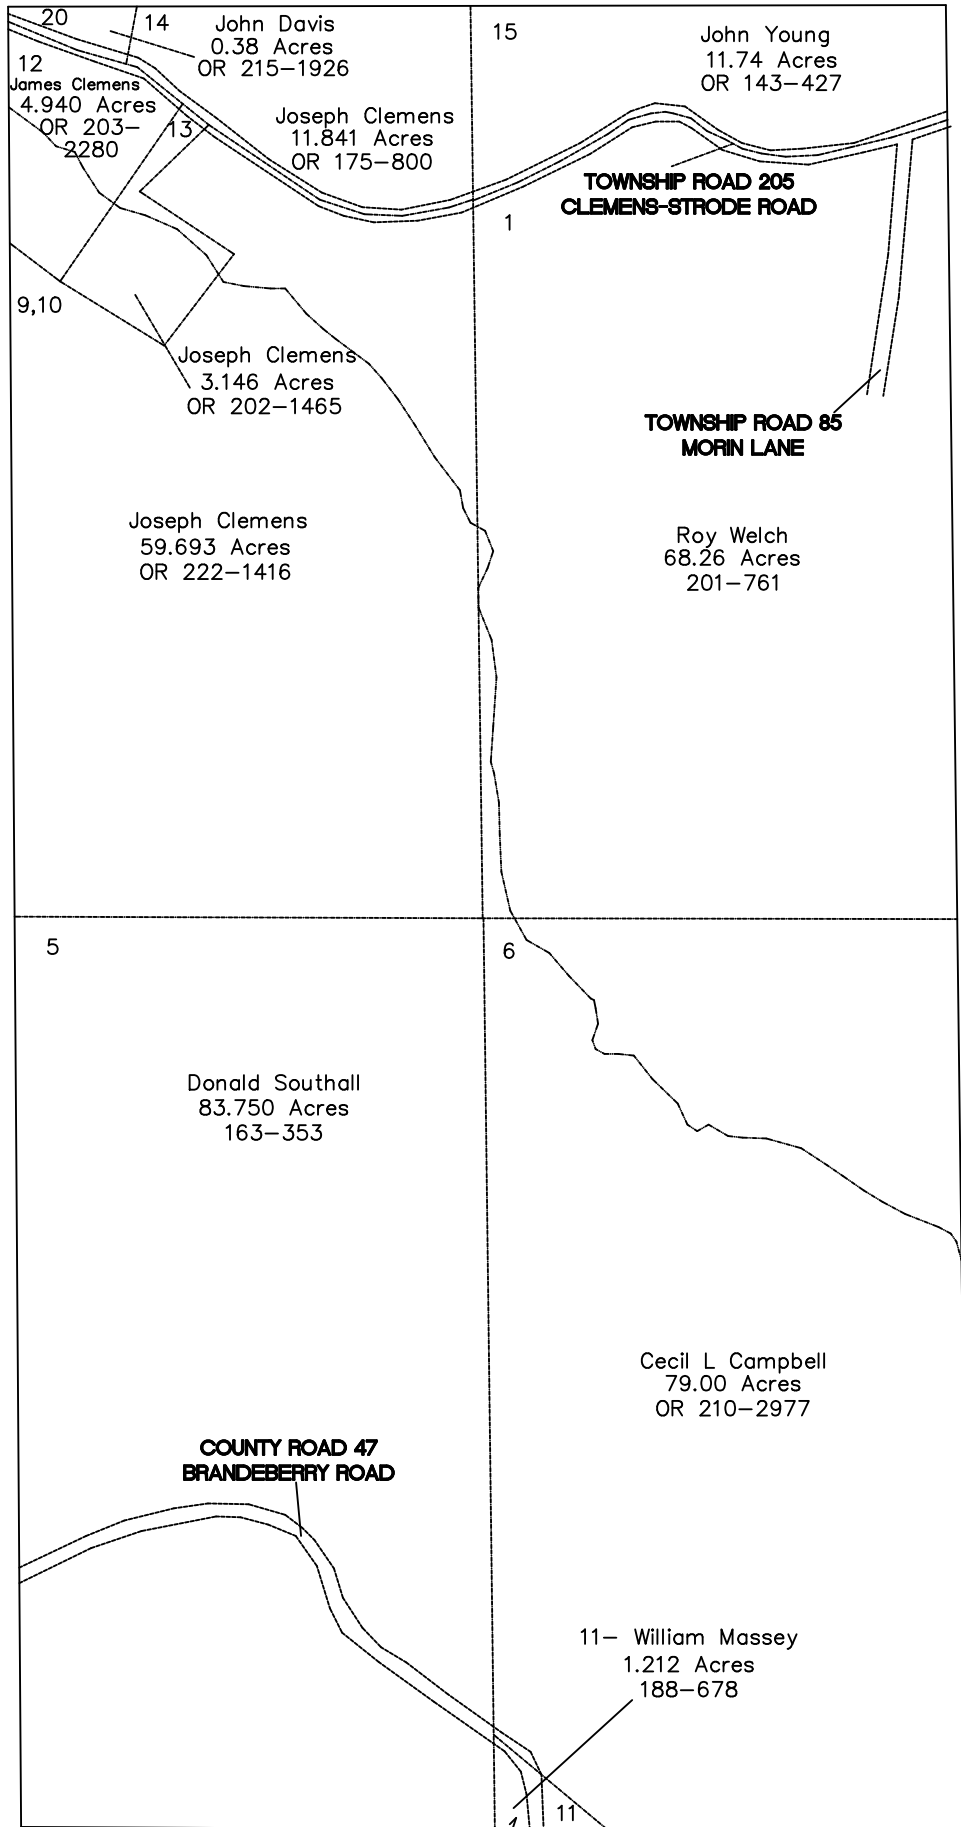 20
14
John Davis
0.38 Acres
OR 215-1926
15
John Young
11.74 Acres
OR 143-427
12
James Clemens
4.940 Acres
OR 203-
2280
13
Joseph Clemens
11.841 Acres
OR 175-800
TOWNSHIP ROAD 205
CLEMENS-STRODE ROAD
1
9,10
Joseph Clemens
3.146 Acres
OR 202-1465
TOWNSHIP ROAD 85
MORIN LANE
Joseph Clemens
59.693 Acres
OR 222-1416
Roy Welch
68.26 Acres
201-761
5
6
Donald Southall
83.750 Acres
163-353
Cecil L Campbell
79.00 Acres
OR 210-2977
COUNTY ROAD 47
BRANDEBERRY ROAD
11- William Massey
1.212 Acres
188-678
11